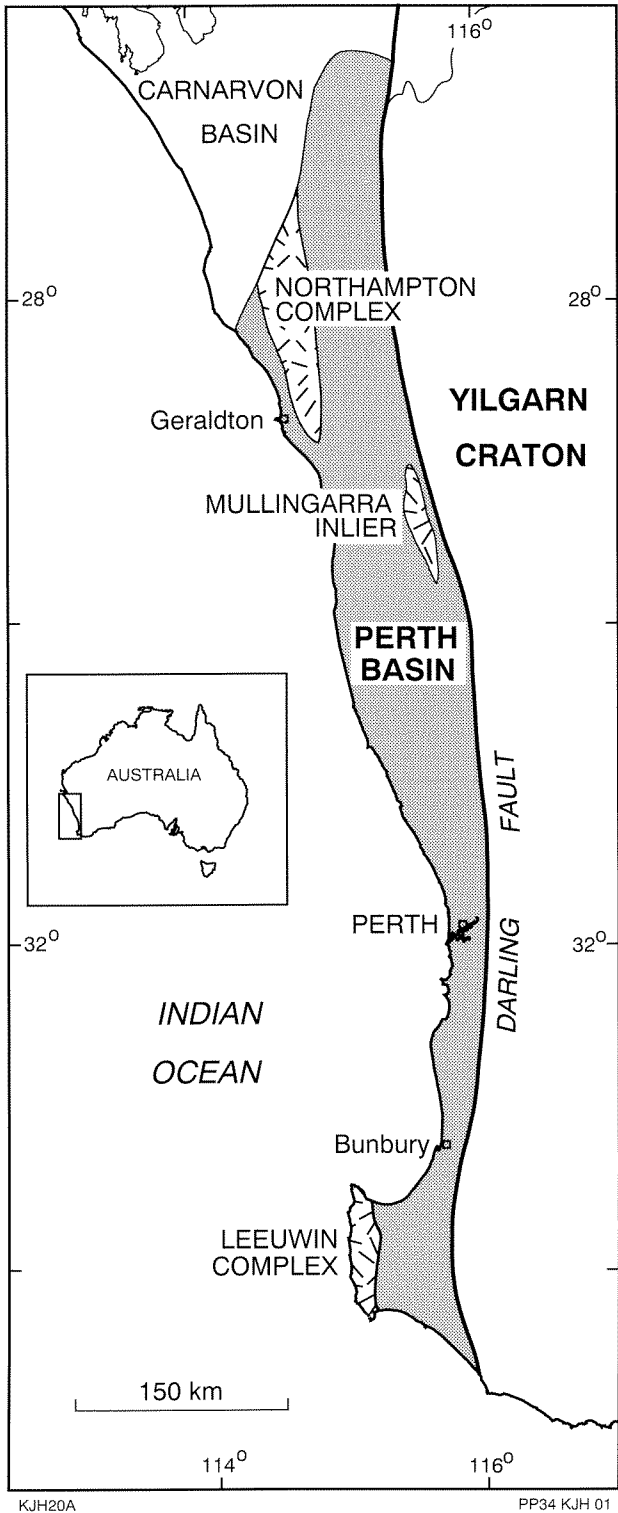 116°
CARNARVON
BASIN
NORTHAMPTON
COMPLEX
28°
28°
YILGARN
CRATON
Geraldton
MULLINGARRA
INLIER
PERTH
BASIN
AUSTRALIA
FAULT
DARLING
PERTH
32°
32°
INDIAN
OCEAN
Bunbury
LEEUWIN
COMPLEX
150 km
114°
116°
KJH20A
PP34 KJH 01